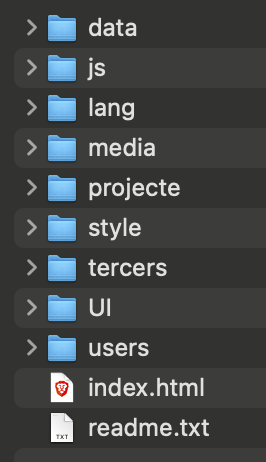 data
js
lang
media
projecte
style
tercers
UI
users
index.html
TXT
readme.txt